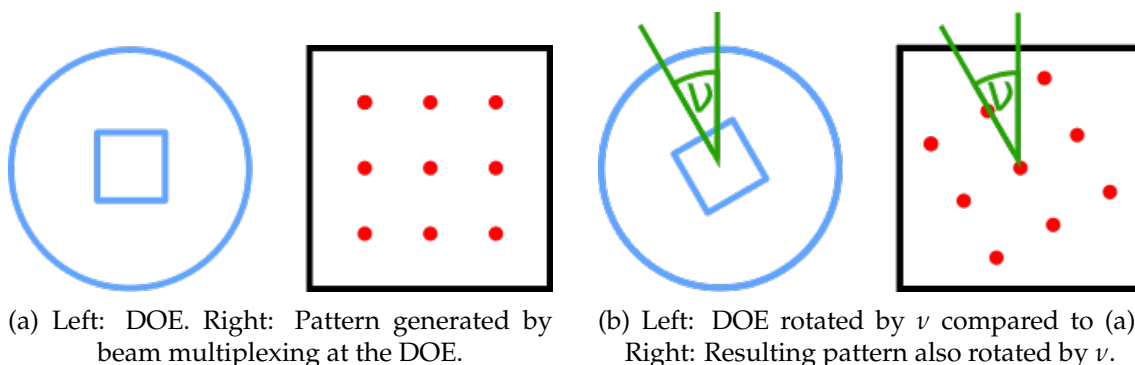 ν
ν
(a) Left: DOE. Right: Pattern generated by
beam multiplexing at the DOE.
(b) Left: DOE rotated by ν compared to (a)
Right: Resulting pattern also rotated by ν.